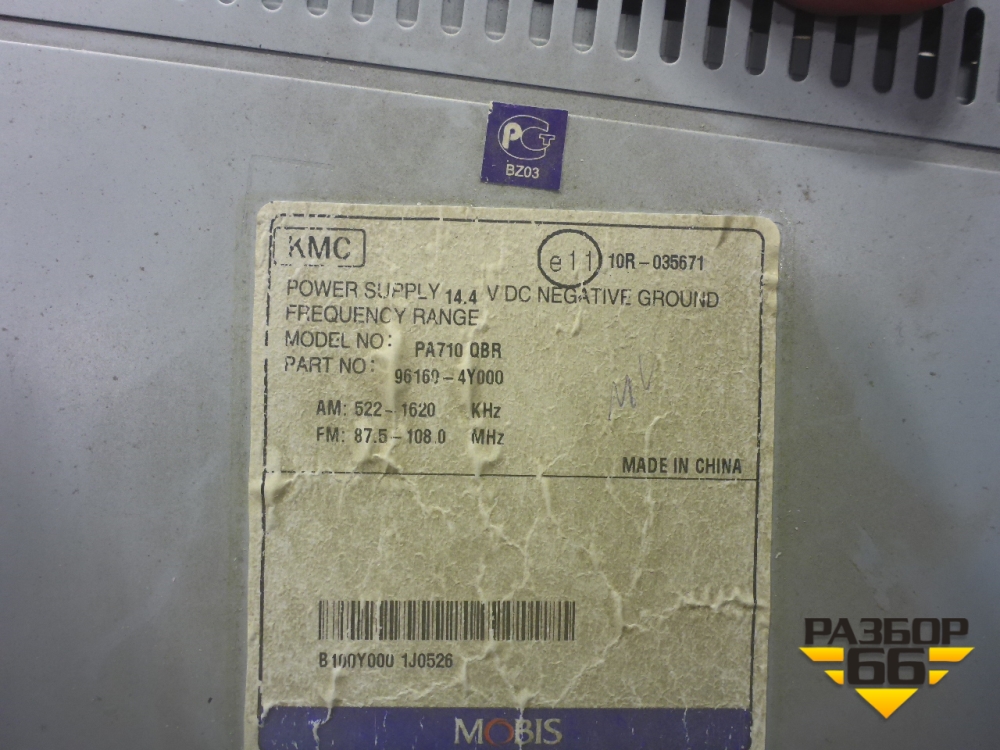 РСТ
BZ03
KMC
e11 10R-035671
POWER SUPPLY 14.4 V DC NEGATIVE GROUND
FREQUENCY RANGE
MODEL NO: PA710 QBR
PART NO: 96160-4Y000
AM: 522-1620 KHz
FM: 87.5-108.0 MHz
MADE IN CHINA
B100Y000 1J0526
MOBIS
РАЗБОР
66